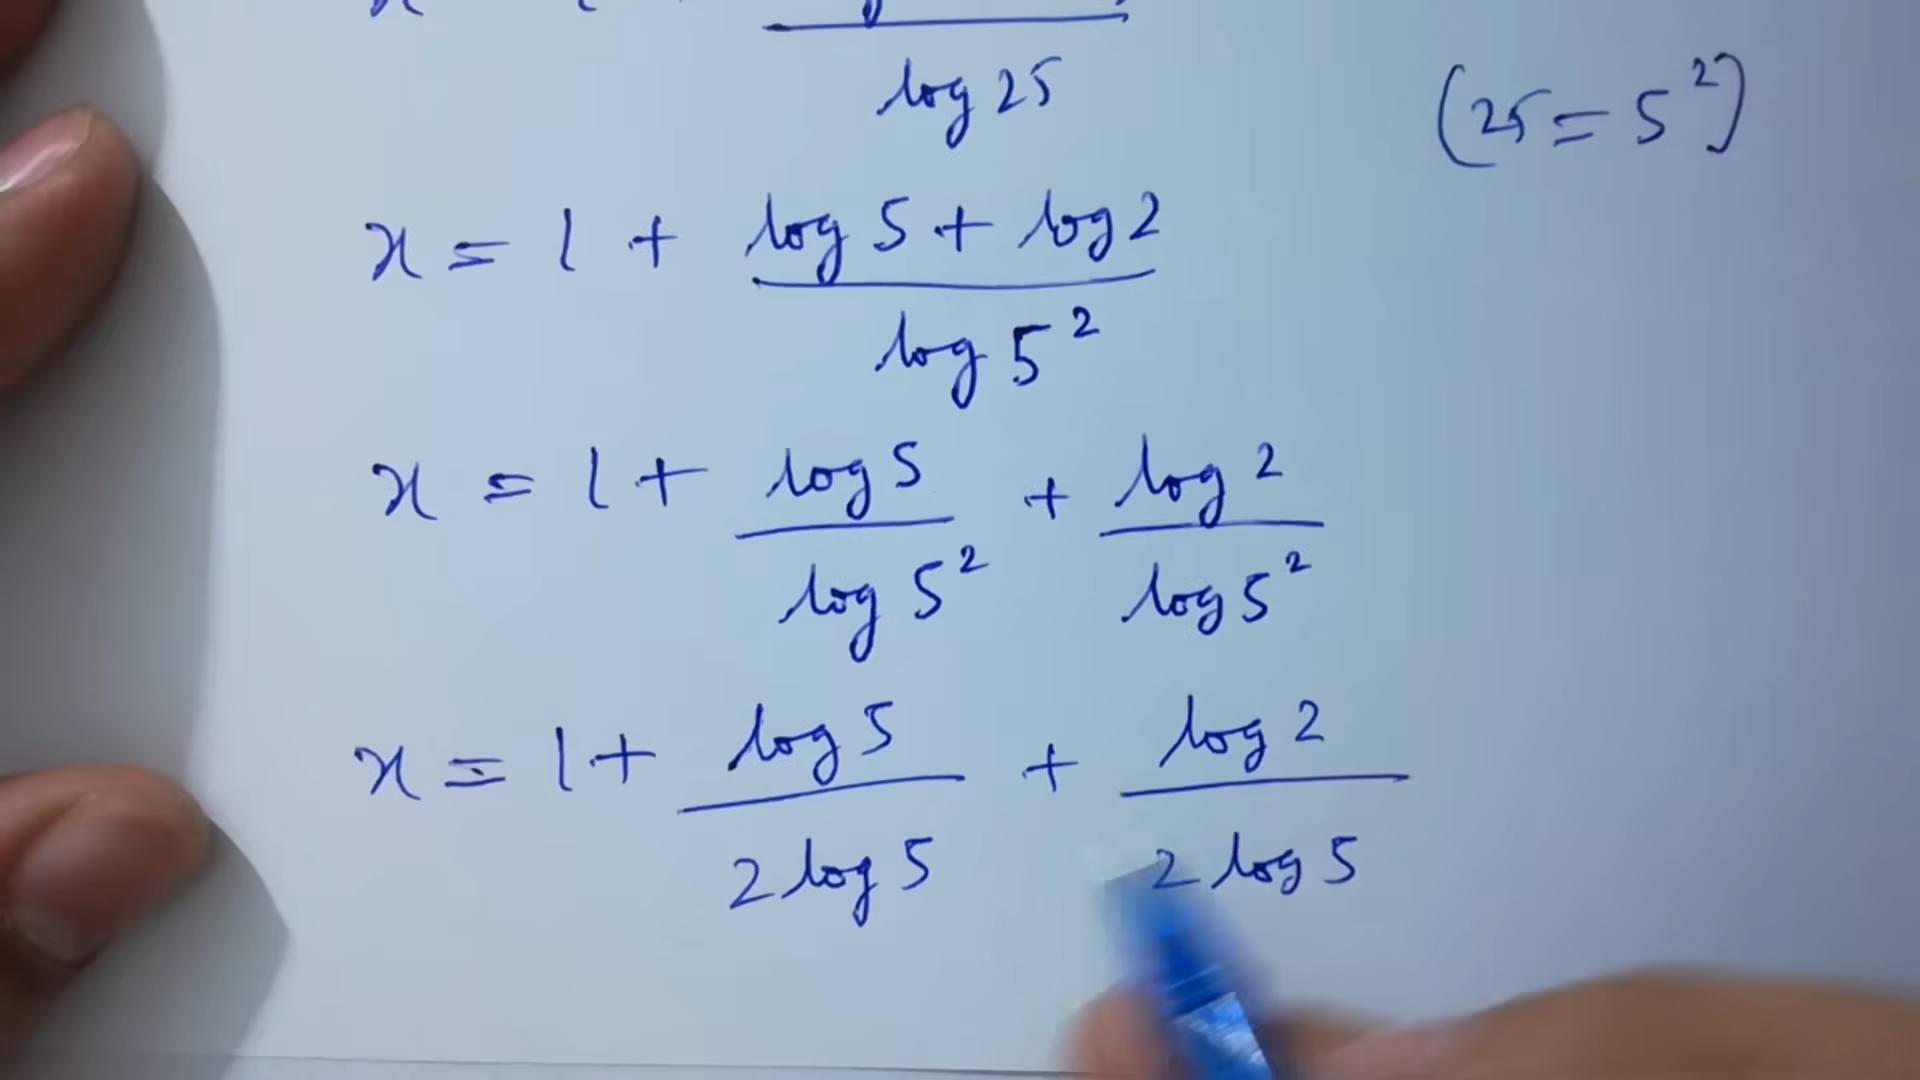 log 25
(25 = 5²)
x = 1 + (log 5 + log 2) / log 5²
x = 1 + log 5 / log 5² + log 2 / log 5²
x = 1 + log 5 / 2 log 5 + log 2 / 2 log 5